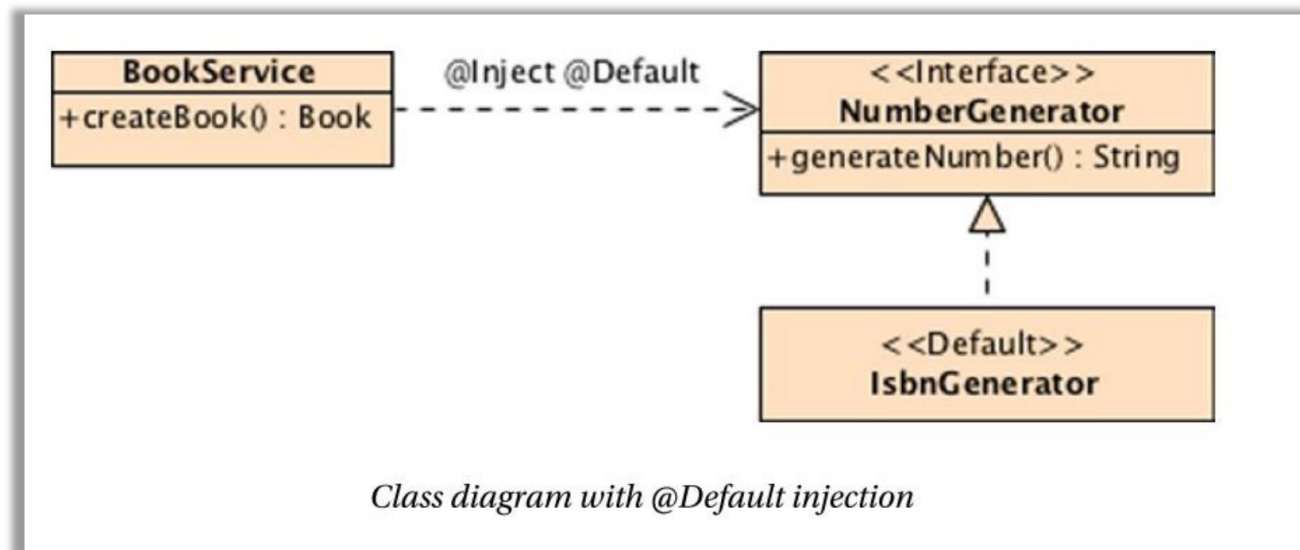 BookService
+createBook() : Book
@Inject @Default
<<Interface>>
NumberGenerator
+generateNumber() : String
<<Default>>
IsbnGenerator
Class diagram with @Default injection